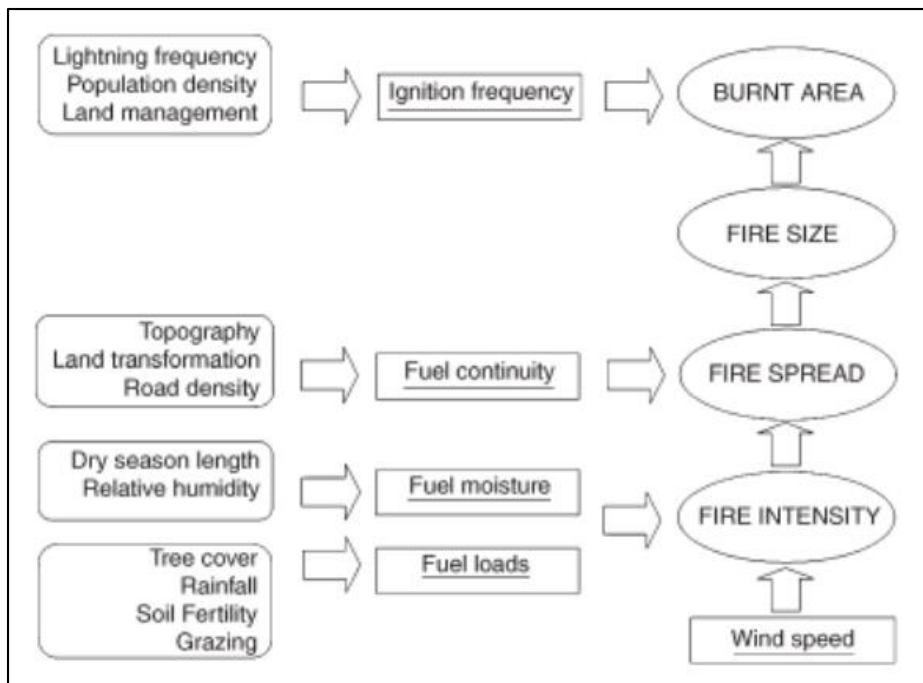 Lightning frequency
Population density
Land management
Ignition frequency
BURNT AREA
FIRE SIZE
Topography
Land transformation
Road density
Fuel continuity
FIRE SPREAD
Dry season length
Relative humidity
Fuel moisture
FIRE INTENSITY
Tree cover
Rainfall
Soil Fertility
Grazing
Fuel loads
Wind speed